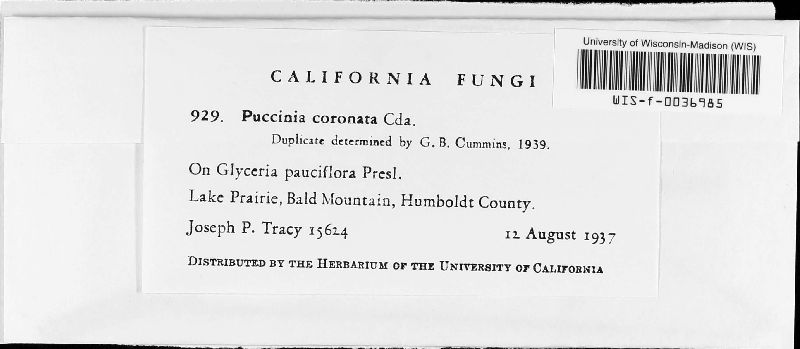 University of Wisconsin-Madison (WIS)
WIS-f-0036985
CALIFORNIA FUNGI
929. Puccinia coronata Cda.
Duplicate determined by G. B. Cummins, 1939.
On Glyceria pauciflora Presl.
Lake Prairie, Bald Mountain, Humboldt County.
Joseph P. Tracy 15624 12 August 1937
DISTRIBUTED BY THE HERBARIUM OF THE UNIVERSITY OF CALIFORNIA